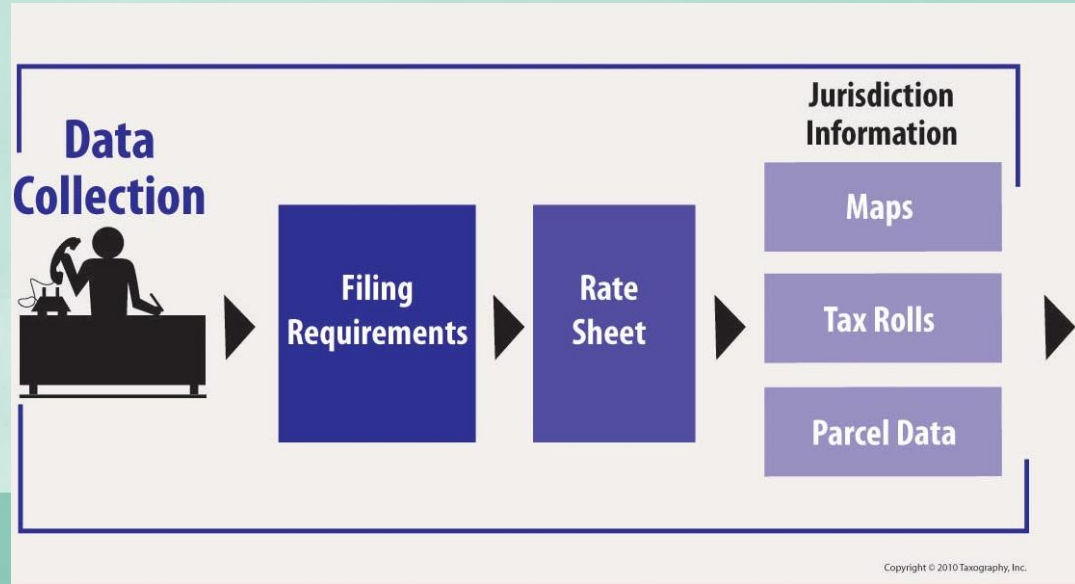 Data
Collection
Filing
Requirements
Rate
Sheet
Jurisdiction
Information
Maps
Tax Rolls
Parcel Data
Copyright © 2010 Taxography, Inc.